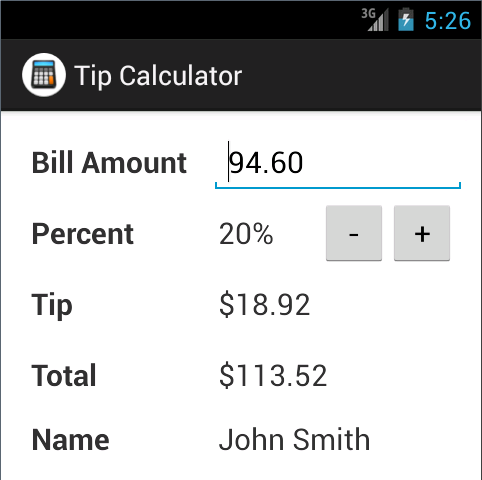 3G 5:26
Tip Calculator
Bill Amount 94.60
Percent 20% - +
Tip $18.92
Total $113.52
Name John Smith